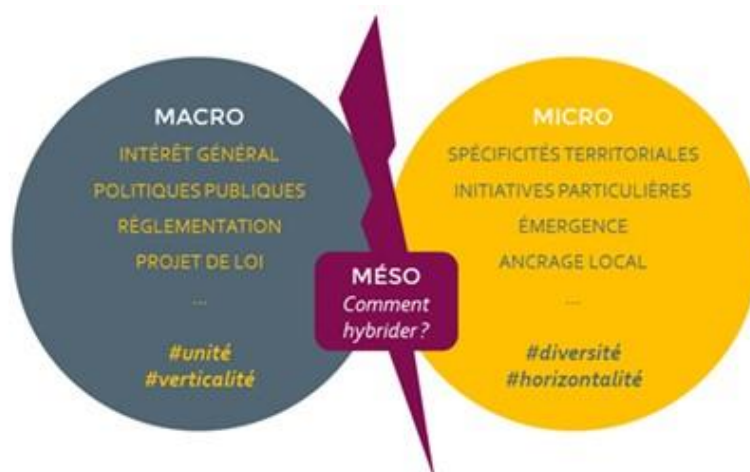 MACRO
INTÉRÊT GÉNÉRAL
POLITIQUES PUBLIQUES
RÉGLEMENTATION
PROJET DE LOI
...
#unité
#verticalité
MÉSO
Comment
hybrider ?
MICRO
SPÉCIFICITÉS TERRITORIALES
INITIATIVES PARTICULIÈRES
ÉMERGENCE
ANCRAGE LOCAL
...
#diversité
#horizontalité